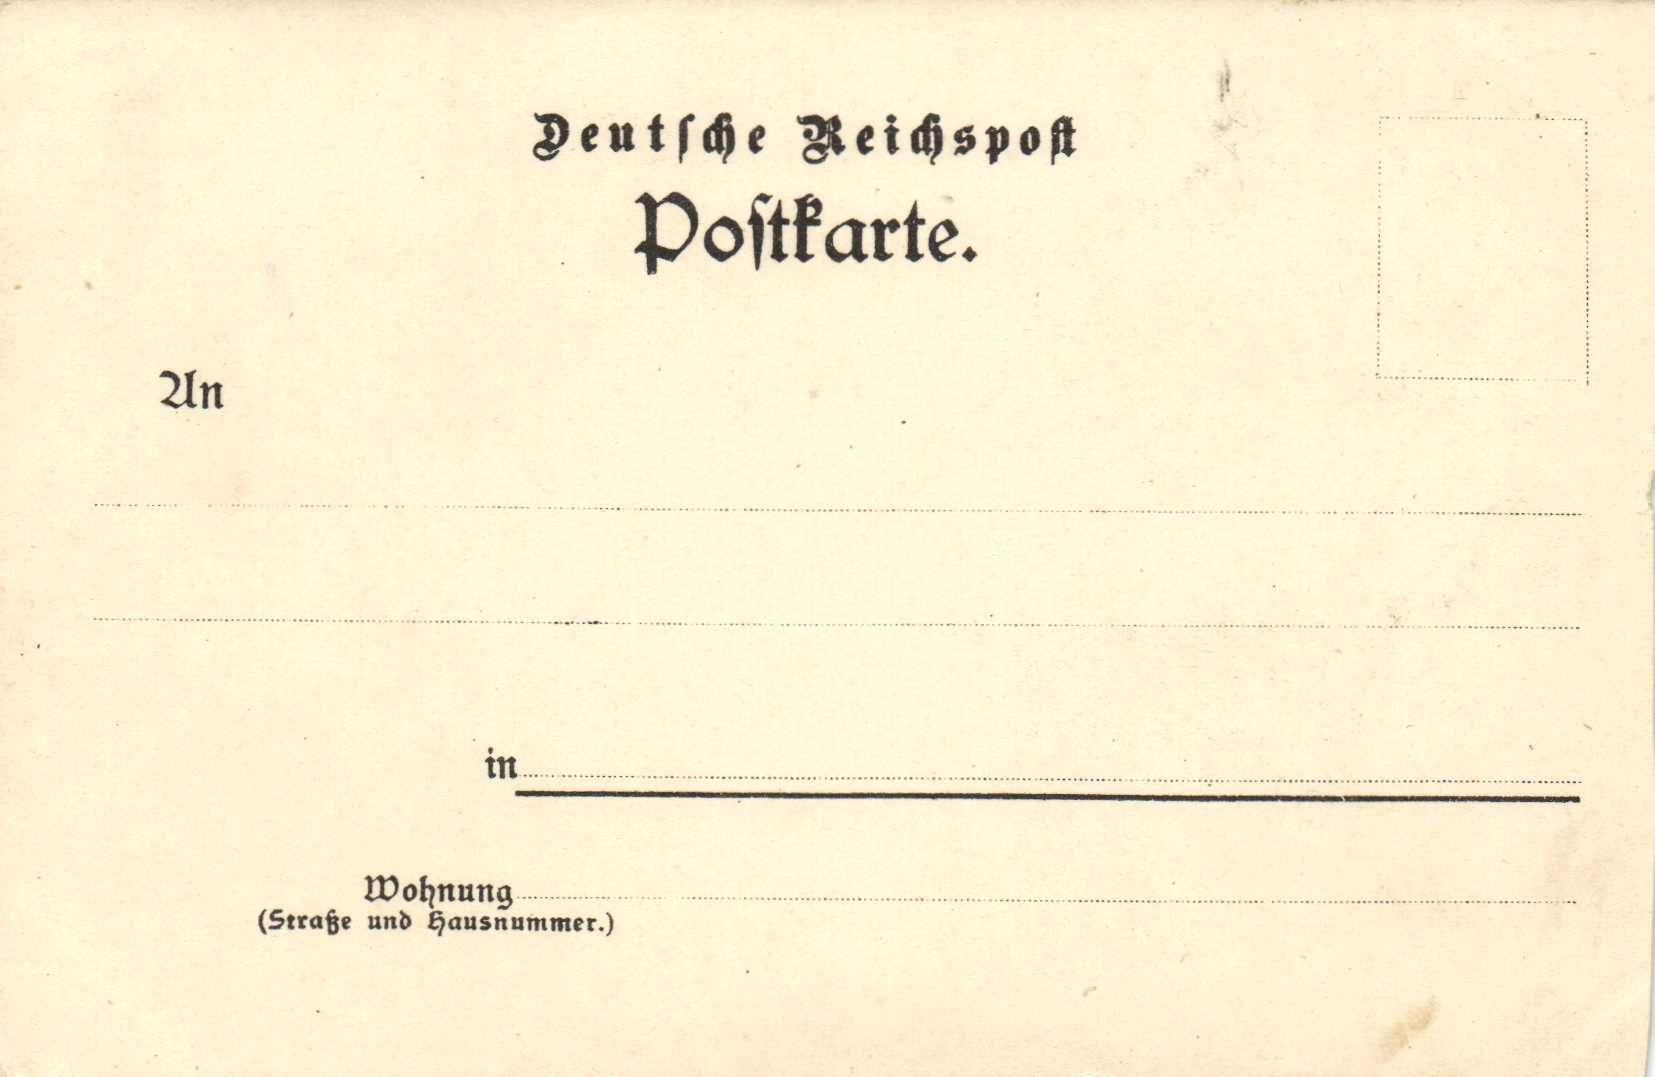 Deutſche Reichspoſt
Poſtkarte.
An
in
Wohnung
(Straße und Hausnummer.)